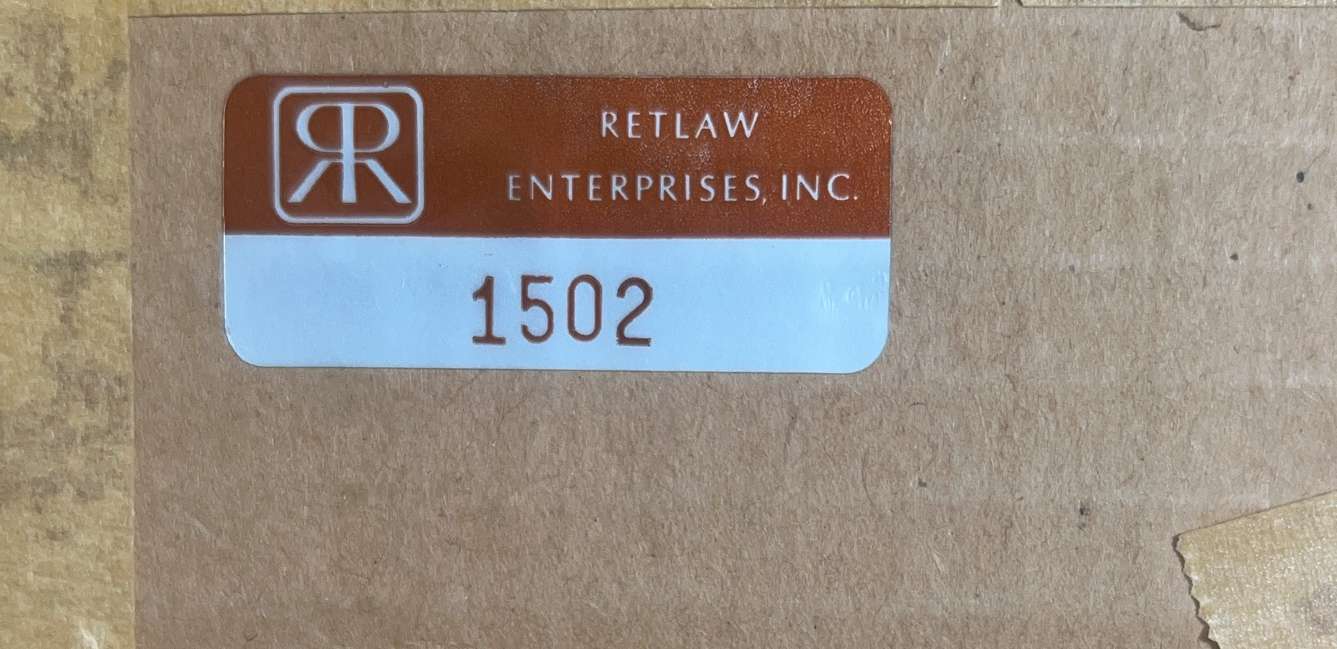 RETLAW
ENTERPRISES, INC.
1502